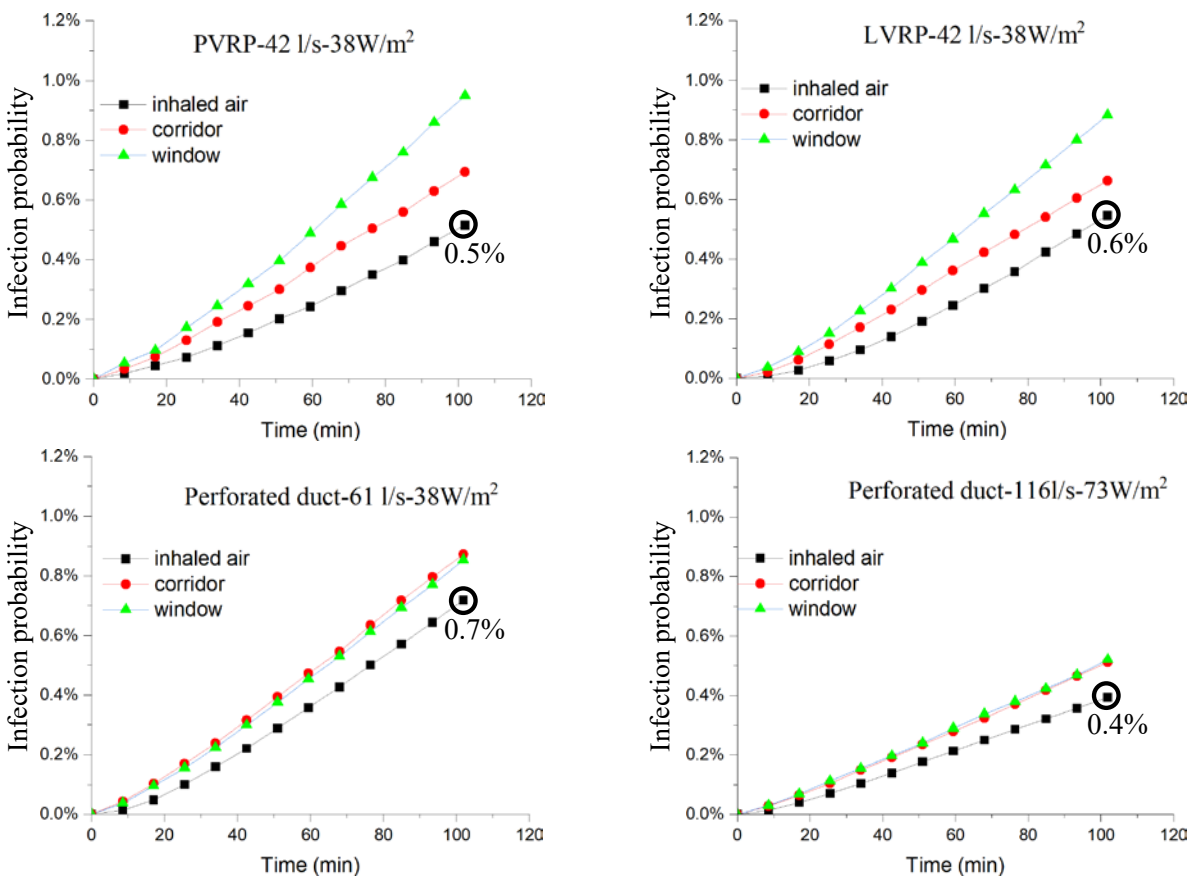 PVRP-42 l/s-38W/m²
1.2%
1.0%
0.8%
0.6%
0.4%
0.2%
0.0%
Infection probability
inhaled air
corridor
window
0.5%
0 20 40 60 80 100 120
Time (min)
LVRP-42 l/s-38W/m²
1.2%
1.0%
0.8%
0.6%
0.4%
0.2%
0.0%
Infection probability
inhaled air
corridor
window
0.6%
0 20 40 60 80 100 120
Time (min)
Perforated duct-61 l/s-38W/m²
1.2%
1.0%
0.8%
0.6%
0.4%
0.2%
0.0%
Infection probability
inhaled air
corridor
window
0.7%
0 20 40 60 80 100 120
Time (min)
Perforated duct-116l/s-73W/m²
1.2%
1.0%
0.8%
0.6%
0.4%
0.2%
0.0%
Infection probability
inhaled air
corridor
window
0.4%
0 20 40 60 80 100 120
Time (min)